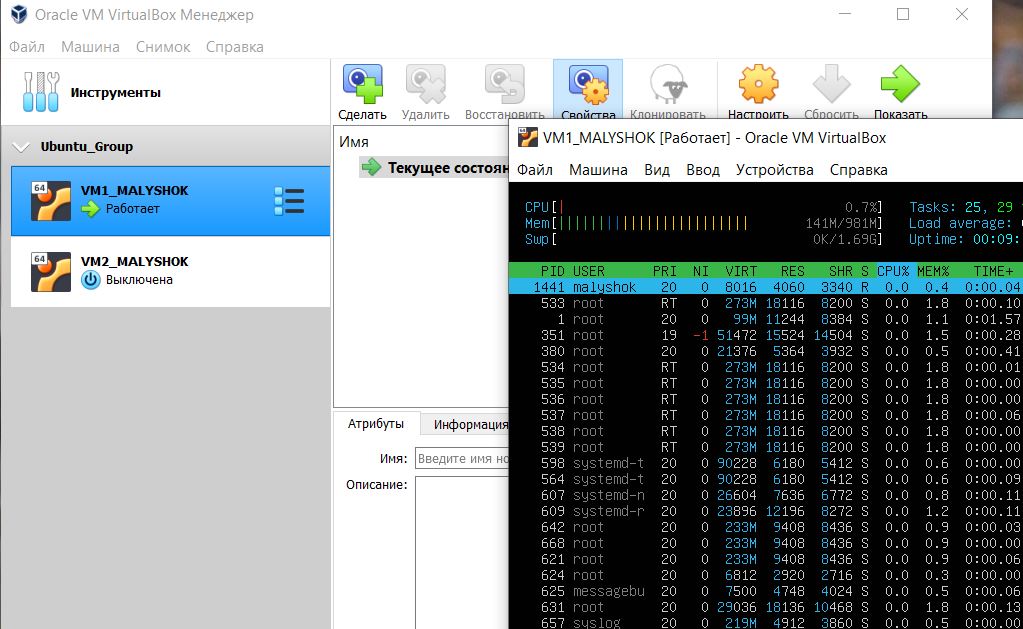 Oracle VM VirtualBox Менеджер
Файл Машина Снимок Справка
Инструменты
Сделать Удалить Восстановить Свойства Клонировать Настроить Сбросить Показать
Ubuntu_Group
64
VM1_MALYSHOK
Работает
64
VM2_MALYSHOK
Выключена
Имя
Текущее состоян
Атрибуты Информация
Имя: Введите имя но
Описание:
64
VM1_MALYSHOK [Работает] - Oracle VM VirtualBox
Файл Машина Вид Ввод Устройства Справка
CPU[| 0.7%] Tasks: 25, 29
Mem[|||||||||||||||||||||||| 141M/981M] Load average:
Swp[ 0K/1.69G] Uptime: 00:09:
PID USER PRI NI VIRT RES SHR S CPU% MEM% TIME+
1441 malyshok 20 0 8016 4060 3340 R 0.0 0.4 0:00.04
533 root RT 0 273M 18116 8200 S 0.0 1.8 0:00.10
1 root 20 0 99M 11244 8384 S 0.0 1.1 0:01.57
351 root 19 -1 51472 15524 14504 S 0.0 1.5 0:00.28
380 root 20 0 21376 5364 3932 S 0.0 0.5 0:00.41
534 root RT 0 273M 18116 8200 S 0.0 1.8 0:00.01
535 root RT 0 273M 18116 8200 S 0.0 1.8 0:00.00
536 root RT 0 273M 18116 8200 S 0.0 1.8 0:00.00
537 root RT 0 273M 18116 8200 S 0.0 1.8 0:00.06
538 root RT 0 273M 18116 8200 S 0.0 1.8 0:00.00
539 root RT 0 273M 18116 8200 S 0.0 1.8 0:00.00
598 systemd-t 20 0 90228 6180 5412 S 0.0 0.6 0:00.00
564 systemd-t 20 0 90228 6180 5412 S 0.0 0.6 0:00.09
607 systemd-n 20 0 26604 7636 6772 S 0.0 0.8 0:00.11
609 systemd-r 20 0 23896 12196 8272 S 0.0 1.2 0:00.11
642 root 20 0 233M 9408 8436 S 0.0 0.9 0:00.03
668 root 20 0 233M 9408 8436 S 0.0 0.9 0:00.00
621 root 20 0 233M 9408 8436 S 0.0 0.9 0:00.06
624 root 20 0 6812 2920 2716 S 0.0 0.3 0:00.00
625 messagebu 20 0 7500 4748 4024 S 0.0 0.5 0:00.06
631 root 20 0 29036 18136 10468 S 0.0 1.8 0:00.13
657 syslog 20 0 219M 4912 3860 S 0.0 0.5 0:00.00